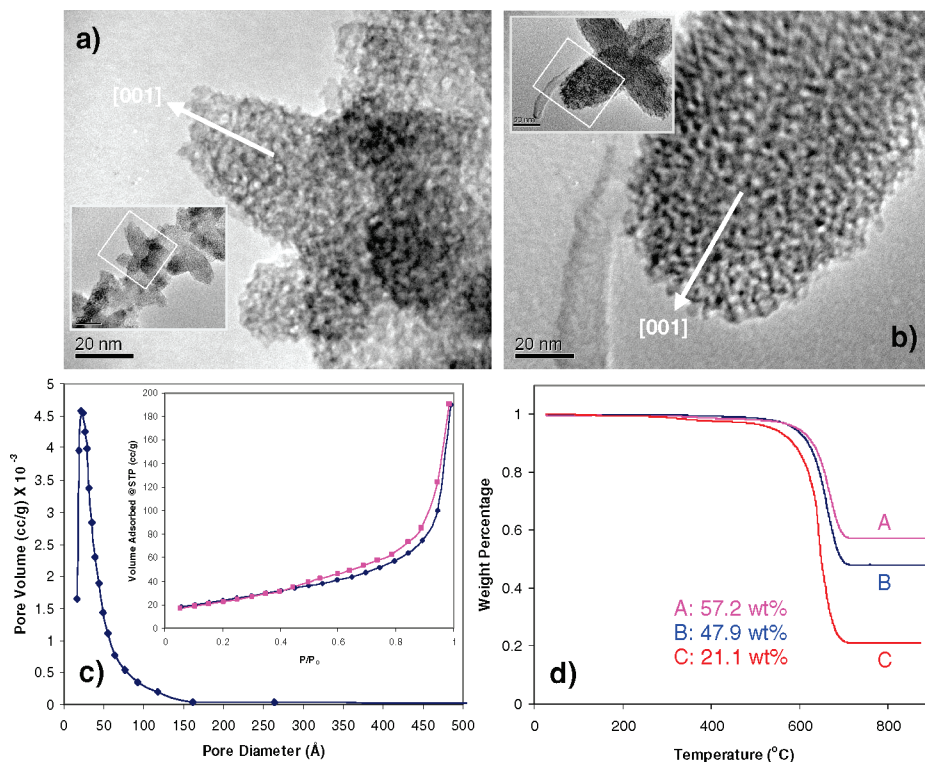 a)
[001]
20 nm
b)
20 nm
[001]
20 nm
c)
Pore Volume (cc/g) X 10⁻³
5
4.5
4
3.5
3
2.5
2
1.5
1
0.5
0
0 50 100 150 200 250 300 350 400 450 500
Pore Diameter (Å)
Volume Adsorbed @STP (cc/g)
200
180
160
140
120
100
80
60
40
20
0
0 0.2 0.4 0.6 0.8 1
P/P₀
d)
Weight Percentage
1
0.8
0.6
0.4
0.2
0 200 400 600 800
Temperature (°C)
A
B
C
A: 57.2 wt%
B: 47.9 wt%
C: 21.1 wt%